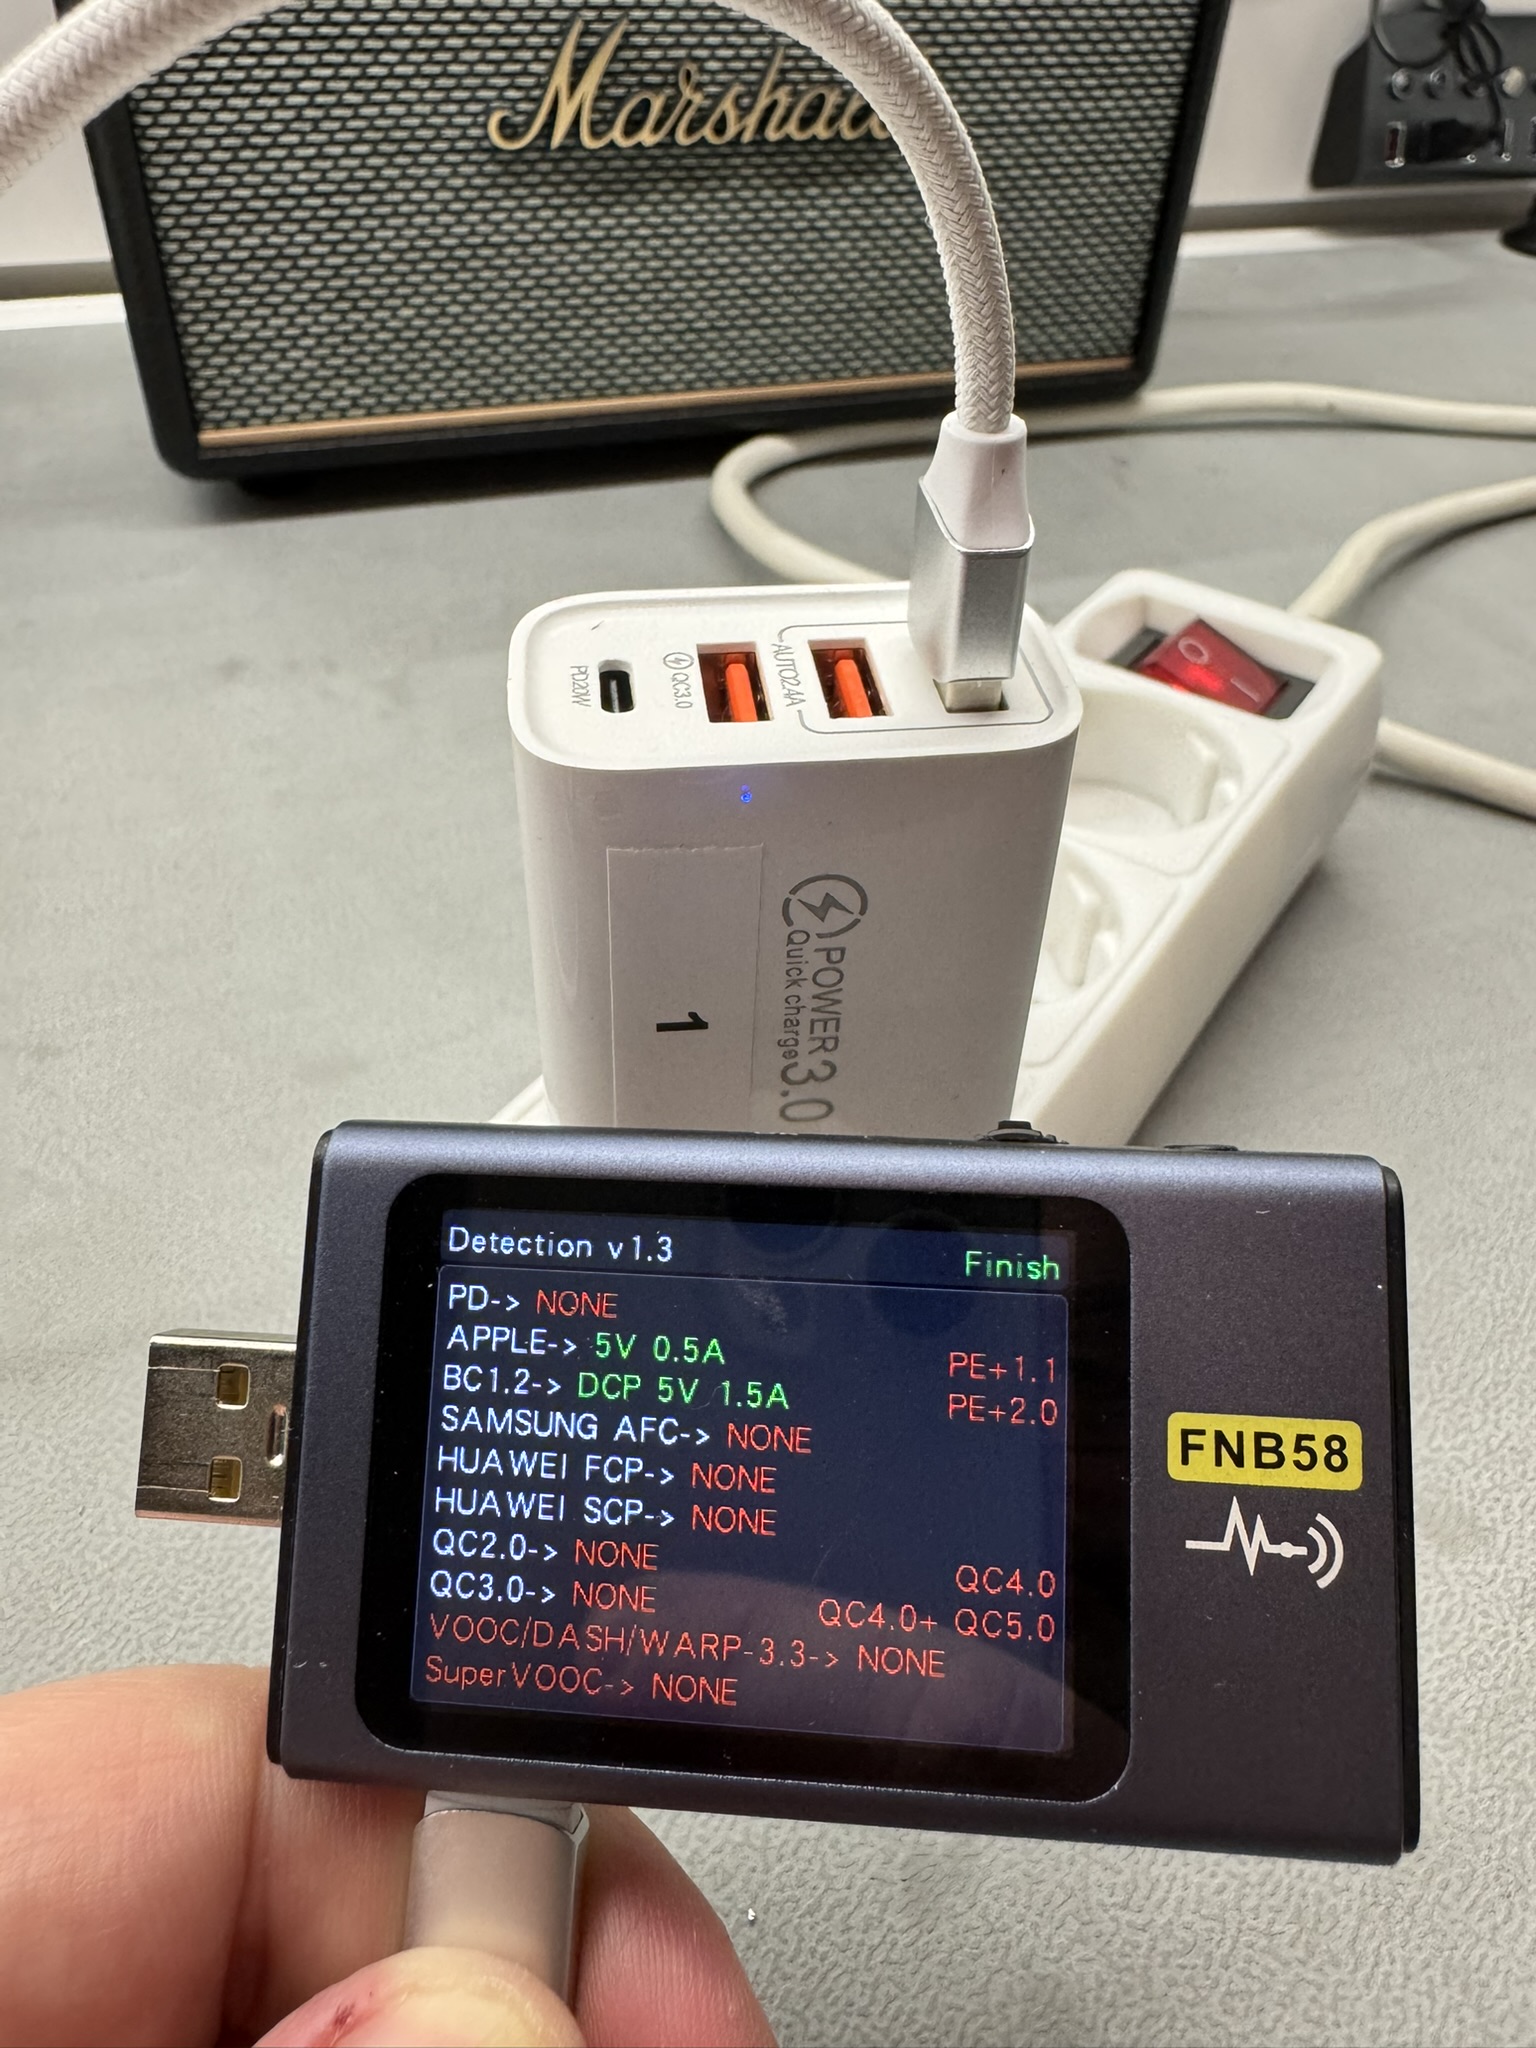 Marshall
PD20W
QC3.0
AUTO2.4A
POWER3.0
Quick charge
1
Detection v1.3
Finish
PD-> NONE
APPLE-> 5V 0.5A
PE+1.1
BC1.2-> DCP 5V 1.5A
PE+2.0
SAMSUNG AFC-> NONE
HUAWEI FCP-> NONE
HUAWEI SCP-> NONE
QC2.0-> NONE
QC4.0
QC3.0-> NONE
QC4.0+ QC5.0
VOOC/DASH/WARP-3.3-> NONE
SuperVOOC-> NONE
FNB58